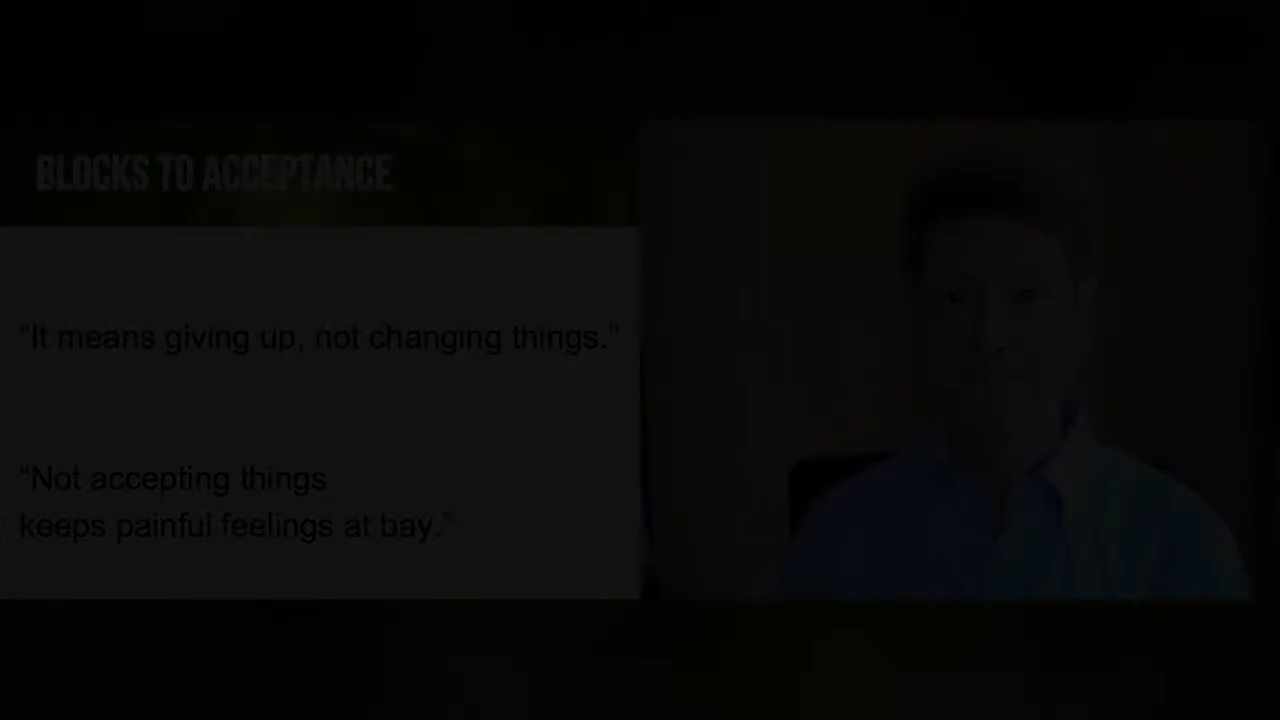 BLOCKS TO ACCEPTANCE
"It means giving up, not changing things."
"Not accepting things
keeps painful feelings at bay."